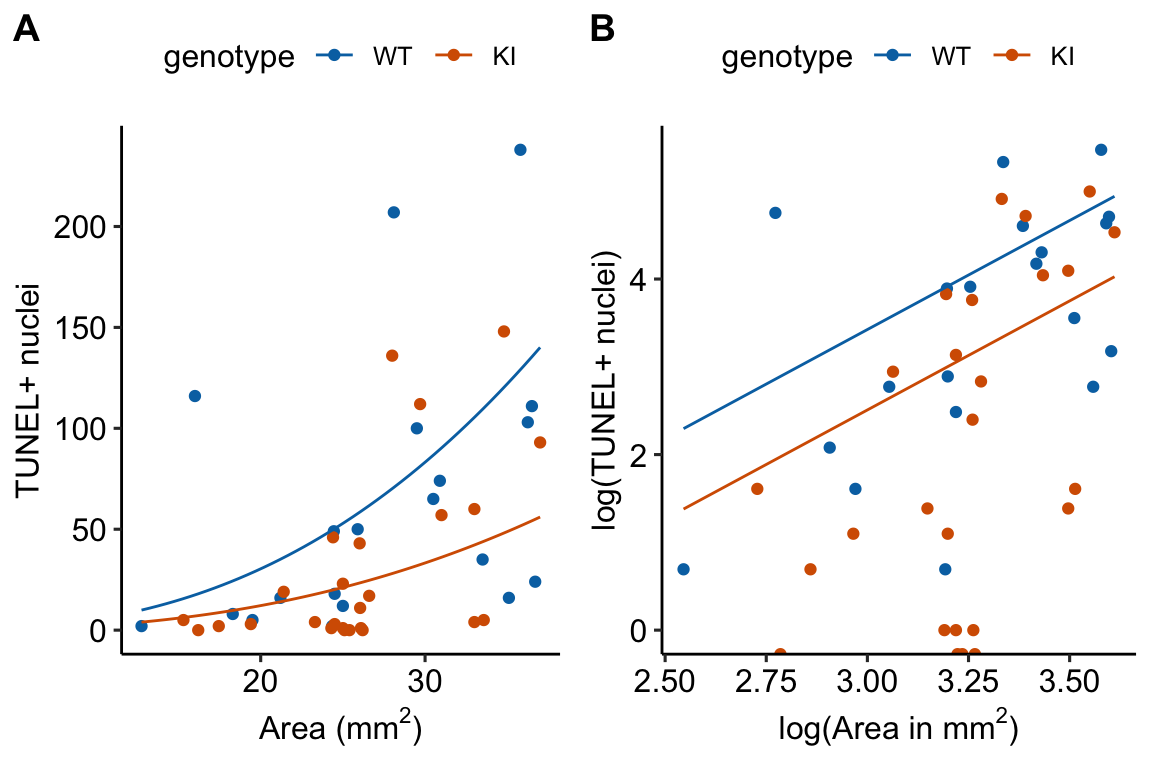 A
genotype WT KI
TUNEL+ nuclei
200
150
100
50
0
20 30
Area (mm²)
B
genotype WT KI
log(TUNEL+ nuclei)
4
2
0
2.50 2.75 3.00 3.25 3.50
log(Area in mm²)